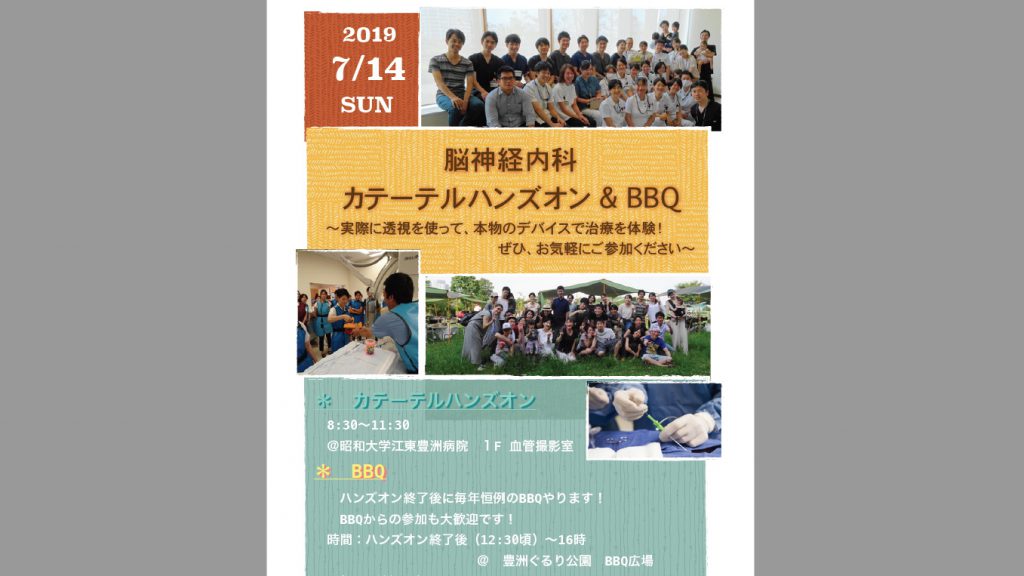 2019
7/14
SUN
脳神経内科
カテーテルハンズオン & BBQ
～実際に透視を使って、本物のデバイスで治療を体験！
ぜひ、お気軽にご参加ください～
＊　カテーテルハンズオン
8:30～11:30
＠昭和大学江東豊洲病院　1F 血管撮影室
＊　BBQ
ハンズオン終了後に毎年恒例のBBQやります！
BBQからの参加も大歓迎です！
時間：ハンズオン終了後（12:30頃）～16時
＠　豊洲ぐるり公園　BBQ広場